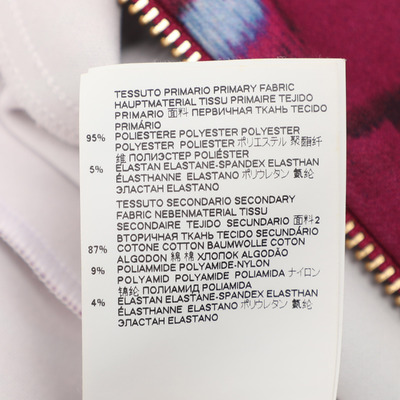 TESSUTO PRIMARIO PRIMARY FABRIC
HAUPTMATERIAL TISSU PRIMAIRE TEJIDO
PRIMARIO 面料 ПЕРВИЧНАЯ ТКАНЬ TECIDO
PRIMÁRIO
95% POLIESTERE POLYESTER POLYESTER
POLYESTER POLIESTER ポリエステル 聚酯纤
维 ПОЛИЭСТЕР POLIÉSTER
5% ELASTAN ELASTANE-SPANDEX ELASTHAN
ÉLASTHANNE ELASTANO ポリウレタン 氨纶
ЭЛАСТАН ELASTANO
TESSUTO SECONDARIO SECONDARY
FABRIC NEBENMATERIAL TISSU
SECONDAIRE TEJIDO SECUNDARIO 面料2
ВТОРИЧНАЯ ТКАНЬ TECIDO SECUNDÁRIO
87% COTONE COTTON BAUMWOLLE COTON
ALGODON 綿 棉 ХЛОПОК ALGODÃO
9% POLIAMMIDE POLYAMIDE-NYLON
POLYAMID POLYAMIDE POLIAMIDA ナイロン
锦纶 ПОЛИАМИД POLIAMIDA
4% ELASTAN ELASTANE-SPANDEX ELASTHAN
ÉLASTHANNE ELASTANO ポリウレタン 氨纶
ЭЛАСТАН ELASTANO